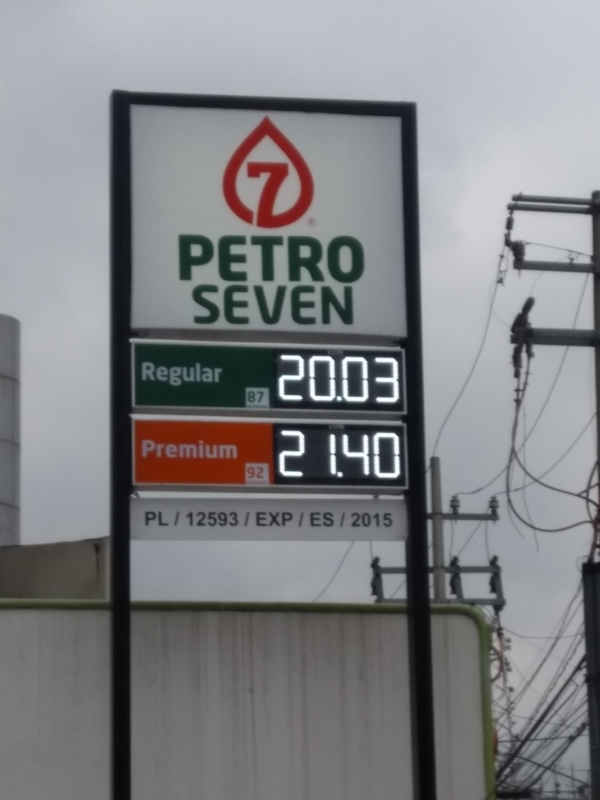 7
PETRO
SEVEN
Regular 87 20.03
Premium 92 21.40
PL / 12593 / EXP / ES / 2015